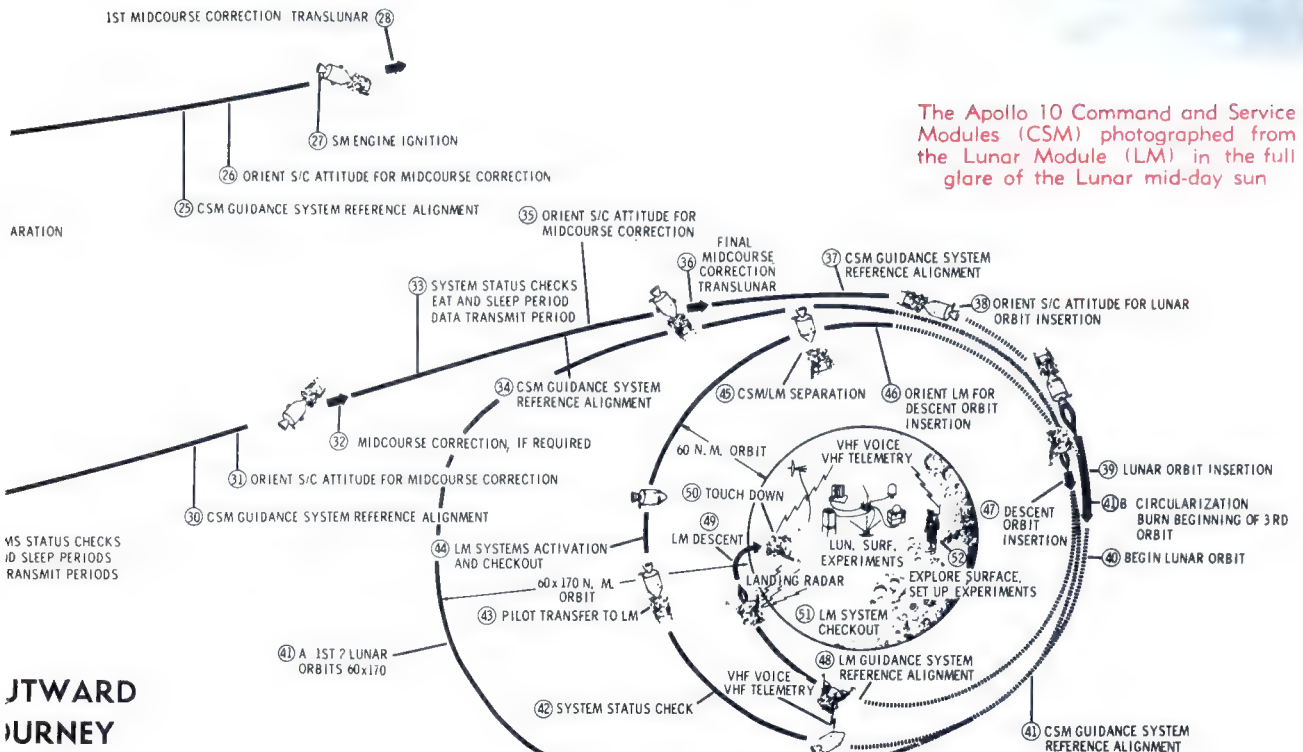 1ST MIDCOURSE CORRECTION TRANSLUNAR 28
27 SM ENGINE IGNITION
26 ORIENT S/C ATTITUDE FOR MIDCOURSE CORRECTION
25 CSM GUIDANCE SYSTEM REFERENCE ALIGNMENT
ARATION
The Apollo 10 Command and Service
Modules (CSM) photographed from
the Lunar Module (LM) in the full
glare of the Lunar mid-day sun
35 ORIENT S/C ATTITUDE FOR
MIDCOURSE CORRECTION
FINAL
36 MIDCOURSE
CORRECTION
TRANSLUNAR
37 CSM GUIDANCE SYSTEM
REFERENCE ALIGNMENT
33 SYSTEM STATUS CHECKS
EAT AND SLEEP PERIOD
DATA TRANSMIT PERIOD
38 ORIENT S/C ATTITUDE FOR LUNAR
ORBIT INSERTION
34 CSM GUIDANCE SYSTEM
REFERENCE ALIGNMENT
45 CSM/LM SEPARATION
46 ORIENT LM FOR
DESCENT ORBIT
INSERTION
32 MIDCOURSE CORRECTION, IF REQUIRED
31 ORIENT S/C ATTITUDE FOR MIDCOURSE CORRECTION
30 CSM GUIDANCE SYSTEM REFERENCE ALIGNMENT
MS STATUS CHECKS
D SLEEP PERIODS
RANSMIT PERIODS
60 N. M. ORBIT
VHF VOICE
VHF TELEMETRY
50 TOUCH DOWN
49
LM DESCENT
LUN. SURF.
EXPERIMENTS
47 DESCENT
ORBIT
INSERTION
39 LUNAR ORBIT INSERTION
41 B CIRCULARIZATION
BURN BEGINNING OF 3RD
ORBIT
40 BEGIN LUNAR ORBIT
52
EXPLORE SURFACE,
SET UP EXPERIMENTS
LANDING RADAR
51 LM SYSTEM
CHECKOUT
44 LM SYSTEMS ACTIVATION
AND CHECKOUT
60 x 170 N. M.
ORBIT
43 PILOT TRANSFER TO LM
41 A 1ST 2 LUNAR
ORBITS 60x170
48 LM GUIDANCE SYSTEM
REFERENCE ALIGNMENT
VHF VOICE
VHF TELEMETRY
42 SYSTEM STATUS CHECK
41 CSM GUIDANCE SYSTEM
REFERENCE ALIGNMENT
UTWARD
OURNEY